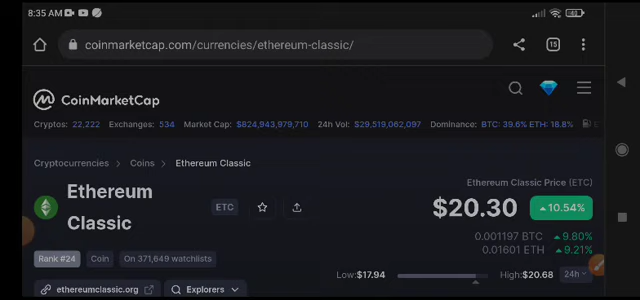 8:35 AM
coinmarketcap.com/currencies/ethereum-classic/
15
CoinMarketCap
Cryptos: 22,222 Exchanges: 534 Market Cap: $824,943,979,710 24h Vol: $29,519,062,097 Dominance: BTC: 39.6% ETH: 18.8%
Cryptocurrencies > Coins > Ethereum Classic
Ethereum Classic Price (ETC)
Ethereum Classic
ETC
$20.30 10.54%
0.001197 BTC 9.80%
0.01601 ETH 9.21%
Rank #24 Coin On 371,649 watchlists
Low:$17.94 High:$20.68 24h
ethereumclassic.org Explorers